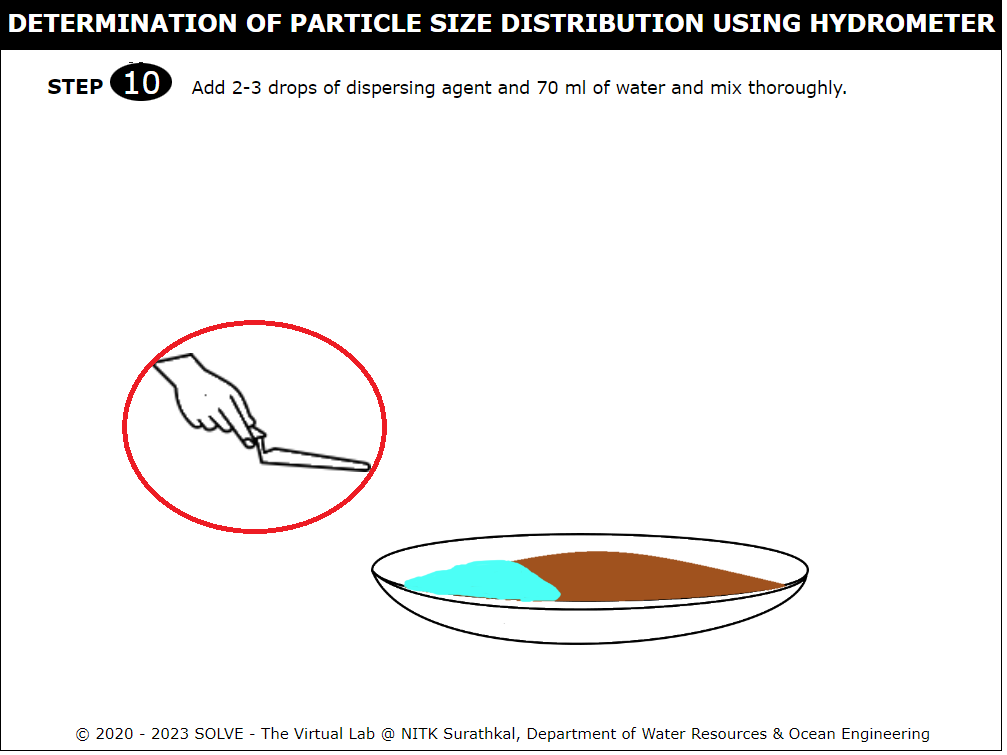 DETERMINATION OF PARTICLE SIZE DISTRIBUTION USING HYDROMETER
STEP 10 Add 2-3 drops of dispersing agent and 70 ml of water and mix thoroughly.
© 2020 - 2023 SOLVE - The Virtual Lab @ NITK Surathkal, Department of Water Resources & Ocean Engineering